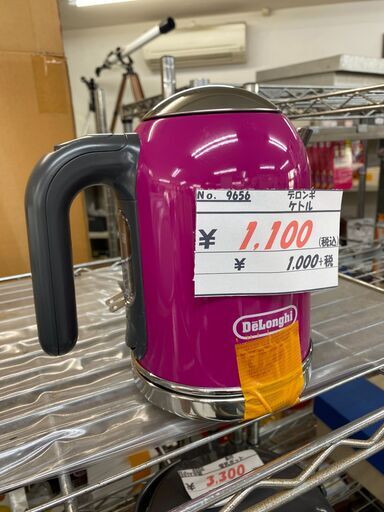 No. 9656 デロンギ
ケトル
¥ 1,100 (税込)
¥ 1,000+税
DeLonghi
¥ 3,300